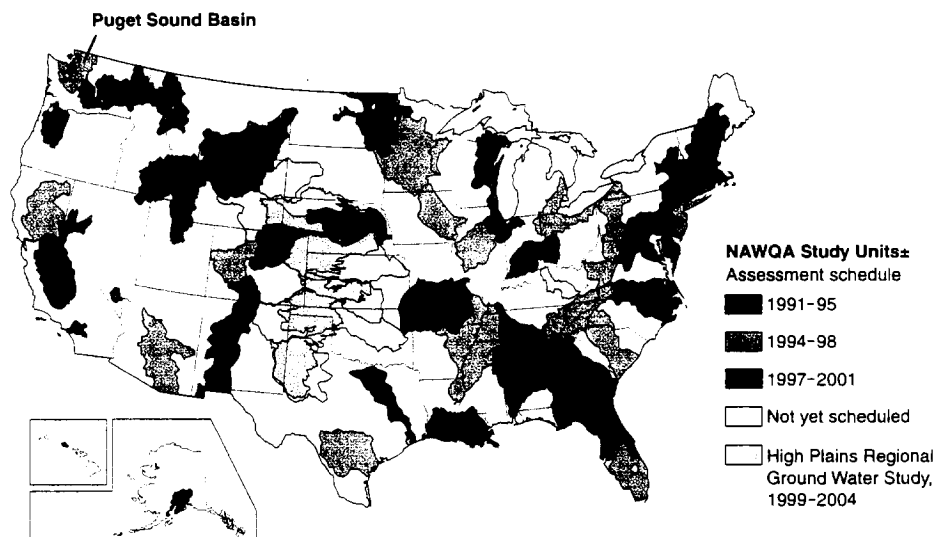 Puget Sound Basin
NAWQA Study Units±
Assessment schedule
1991-95
1994-98
1997-2001
Not yet scheduled
High Plains Regional
Ground Water Study,
1999-2004